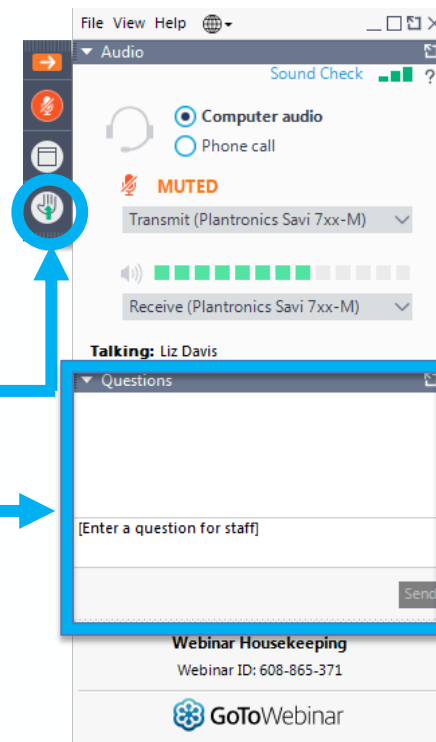 File View Help
Audio
Sound Check ?
Computer audio
Phone call
MUTED
Transmit (Plantronics Savi 7xx-M)
Receive (Plantronics Savi 7xx-M)
Talking: Liz Davis
Questions
[Enter a question for staff]
Send
Webinar Housekeeping
Webinar ID: 608-865-371
GoToWebinar